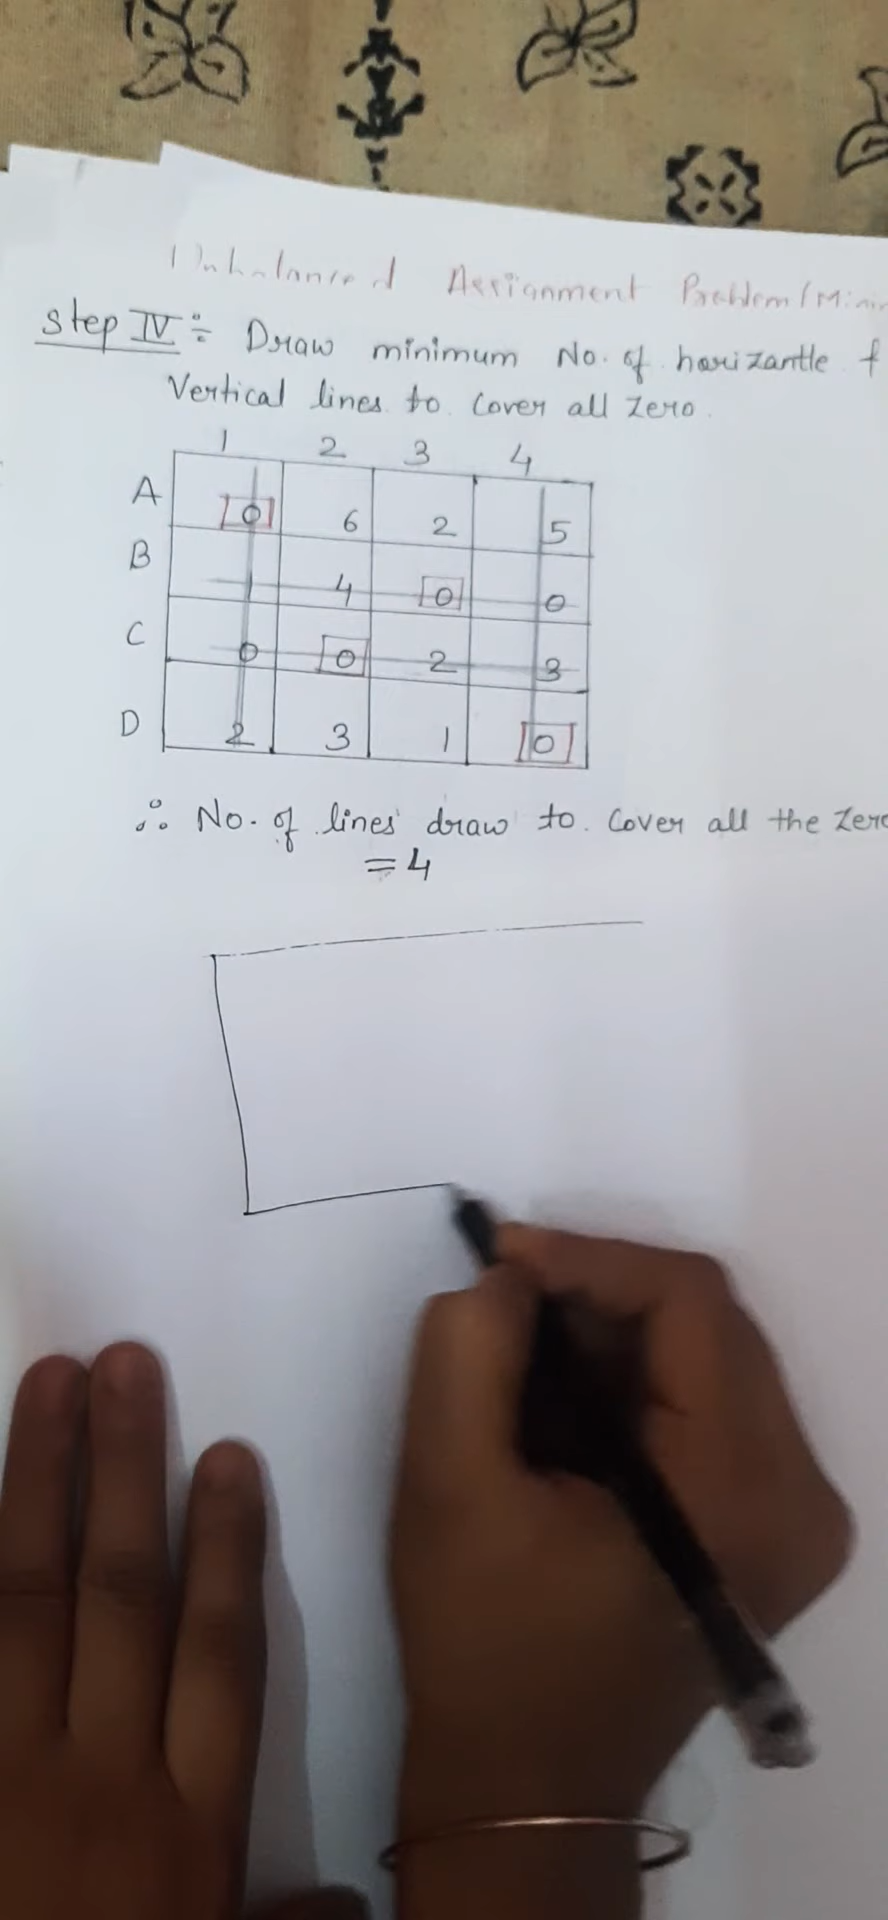 Unbalanced Assignment Problem (Mini
Step IV ÷ Draw minimum No. of horizantle f
Vertical lines to cover all Zero.
1 2 3 4
A 0 6 2 5
B 1 4 0 0
C 0 0 2 3
D 2 3 1 0
∴ No. of lines draw to cover all the Zero
= 4